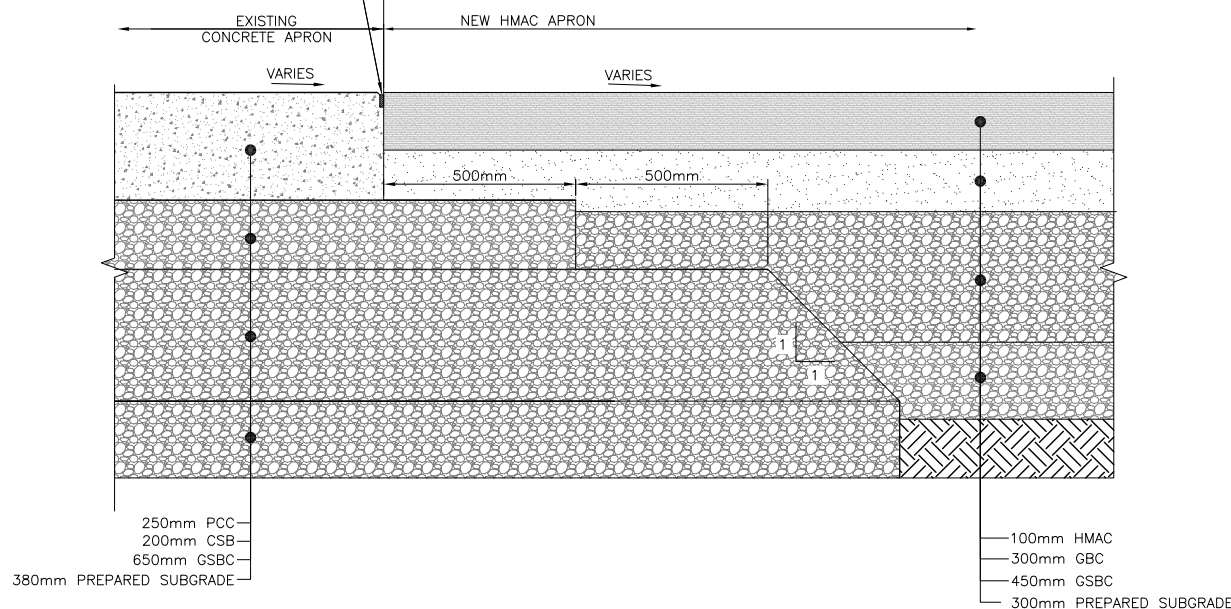 EXISTING
CONCRETE APRON
NEW HMAC APRON
VARIES
VARIES
500mm
500mm
1
1
250mm PCC
200mm CSB
650mm GSBC
380mm PREPARED SUBGRADE
100mm HMAC
300mm GBC
450mm GSBC
300mm PREPARED SUBGRADE